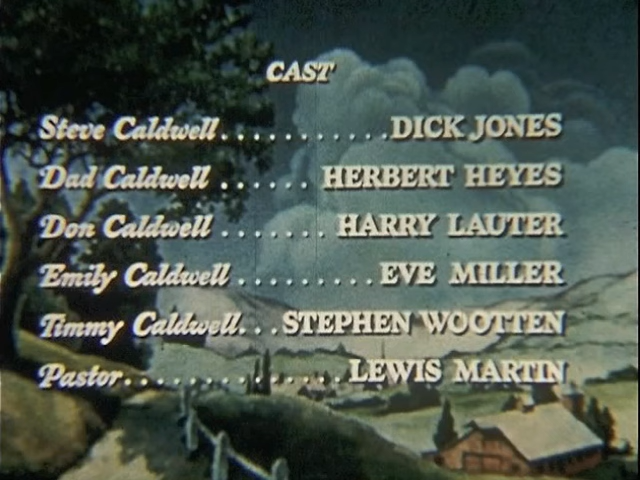 CAST
Steve Caldwell...........DICK JONES
Dad Caldwell ...... HERBERT HEYES
Don Caldwell ....... HARRY LAUTER
Emily Caldwell .........EVE MILLER
Timmy Caldwell...STEPHEN WOOTTEN
Pastor..............LEWIS MARTIN